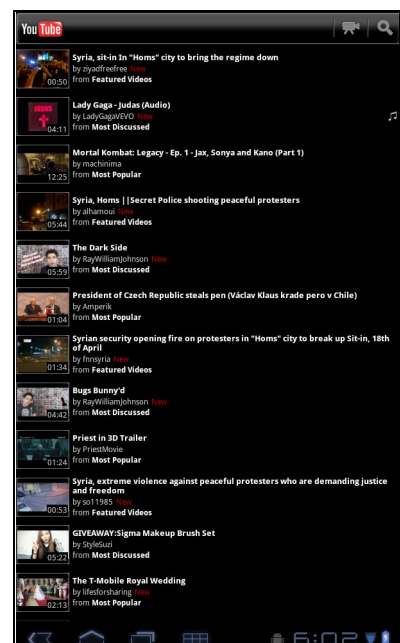 You Tube
Syria, sit-in In "Homs" city to bring the regime down
by ziyadfreefree New
00:50
from Featured Videos
Lady Gaga - Judas (Audio)
by LadyGagaVEVO New
04:11
from Most Discussed
Mortal Kombat: Legacy - Ep. 1 - Jax, Sonya and Kano (Part 1)
by machinima
12:25
from Most Popular
Syria, Homs ||Secret Police shooting peaceful protesters
by alhamoui New
05:44
from Featured Videos
The Dark Side
by RayWilliamJohnson New
05:59
from Most Discussed
President of Czech Republic steals pen (Václav Klaus krade pero v Chile)
by Amperik
01:04
from Most Popular
Syrian security opening fire on protesters in "Homs" city to break up Sit-in, 18th
of April
by fnnsyria New
01:34
from Featured Videos
Bugs Bunny'd
by RayWilliamJohnson New
04:42
from Most Discussed
Priest in 3D Trailer
by PriestMovie
01:24
from Most Popular
Syria, extreme violence against peaceful protesters who are demanding justice
and freedom
by so11985 New
00:53
from Featured Videos
GIVEAWAY:Sigma Makeup Brush Set
by StyleSuzi
05:22
from Most Discussed
The T-Mobile Royal Wedding
by lifesforsharing New
02:13
from Most Popular
6:02